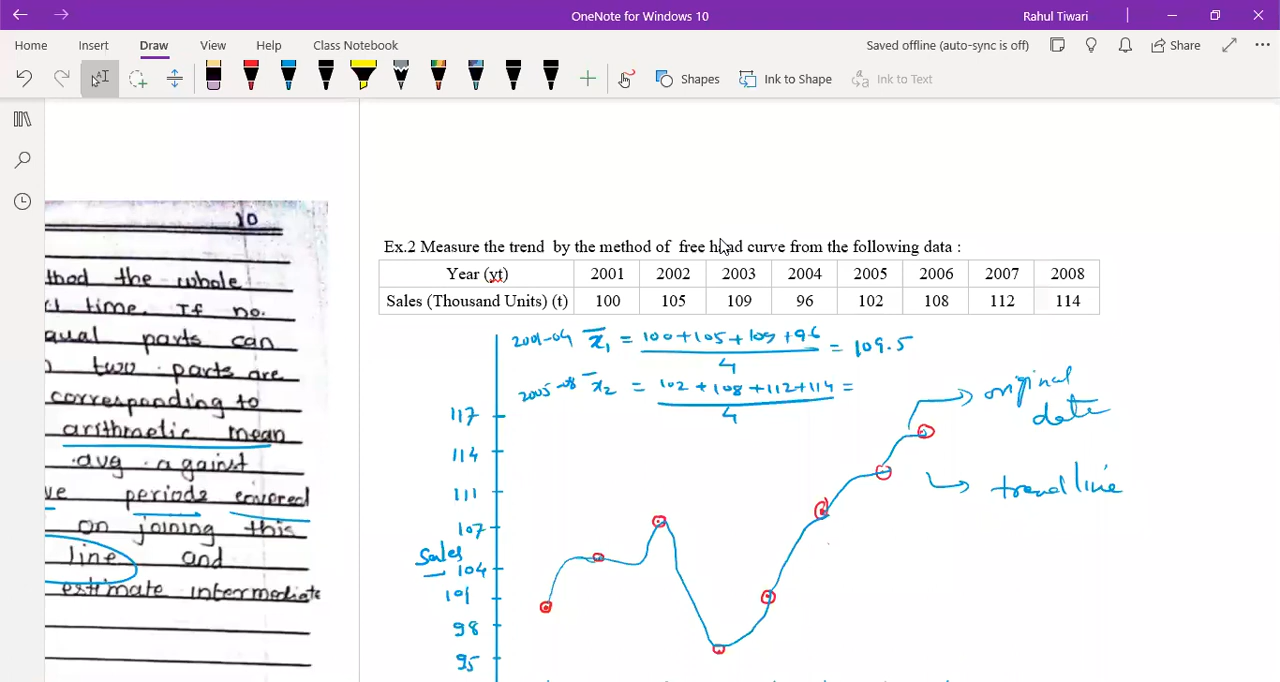 OneNote for Windows 10
Rahul Tiwari
Home Insert Draw View Help Class Notebook
Saved offline (auto-sync is off) Share
Shapes Ink to Shape Ink to Text
10
the whole
time. If no.
parts can
two parts are
corresponding to
arithmetic mean
avg. against
periods covered
on joining this
line and
estimate intermediate
Ex.2 Measure the trend by the method of free head curve from the following data :
Year (yt) 2001 2002 2003 2004 2005 2006 2007 2008
Sales (Thousand Units) (t) 100 105 109 96 102 108 112 114
2001-04 x̅₁ = 100+105+109+96 / 4 = 109.5
2005-08 x̅₂ = 102+108+112+114 / 4 =
original
data
trend line
117
114
111
107
Sales
104
101
98
95